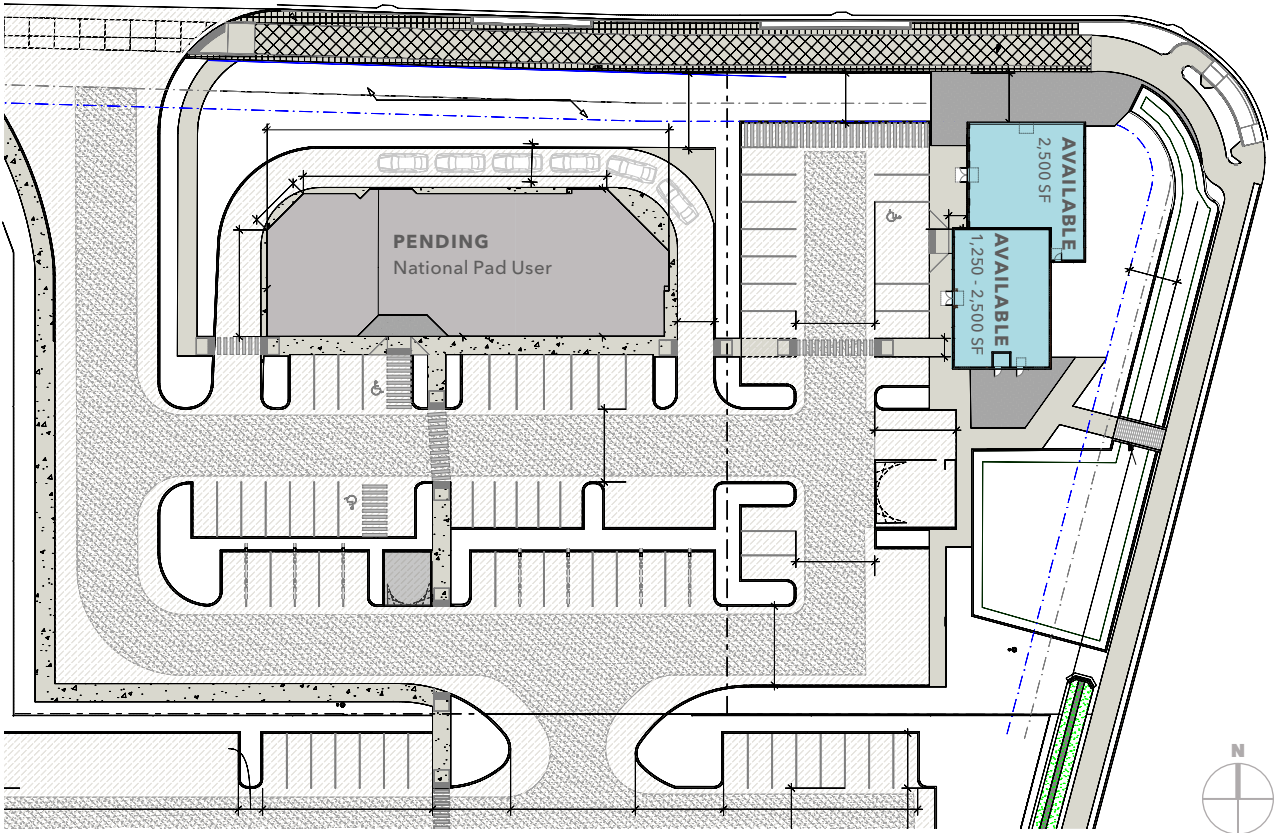 PENDING
National Pad User
AVAILABLE
2,500 SF
AVAILABLE
1,250 - 2,500 SF
N